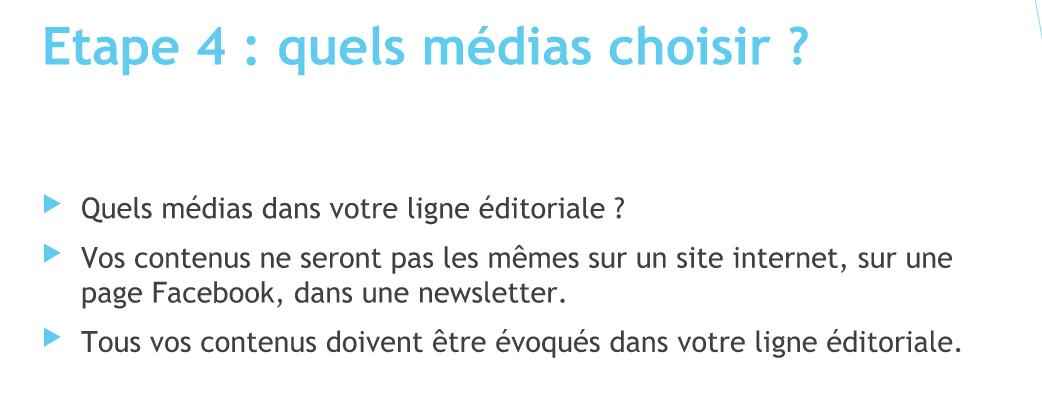 Etape 4 : quels médias choisir ?
Quels médias dans votre ligne éditoriale ?
Vos contenus ne seront pas les mêmes sur un site internet, sur une
page Facebook, dans une newsletter.
Tous vos contenus doivent être évoqués dans votre ligne éditoriale.